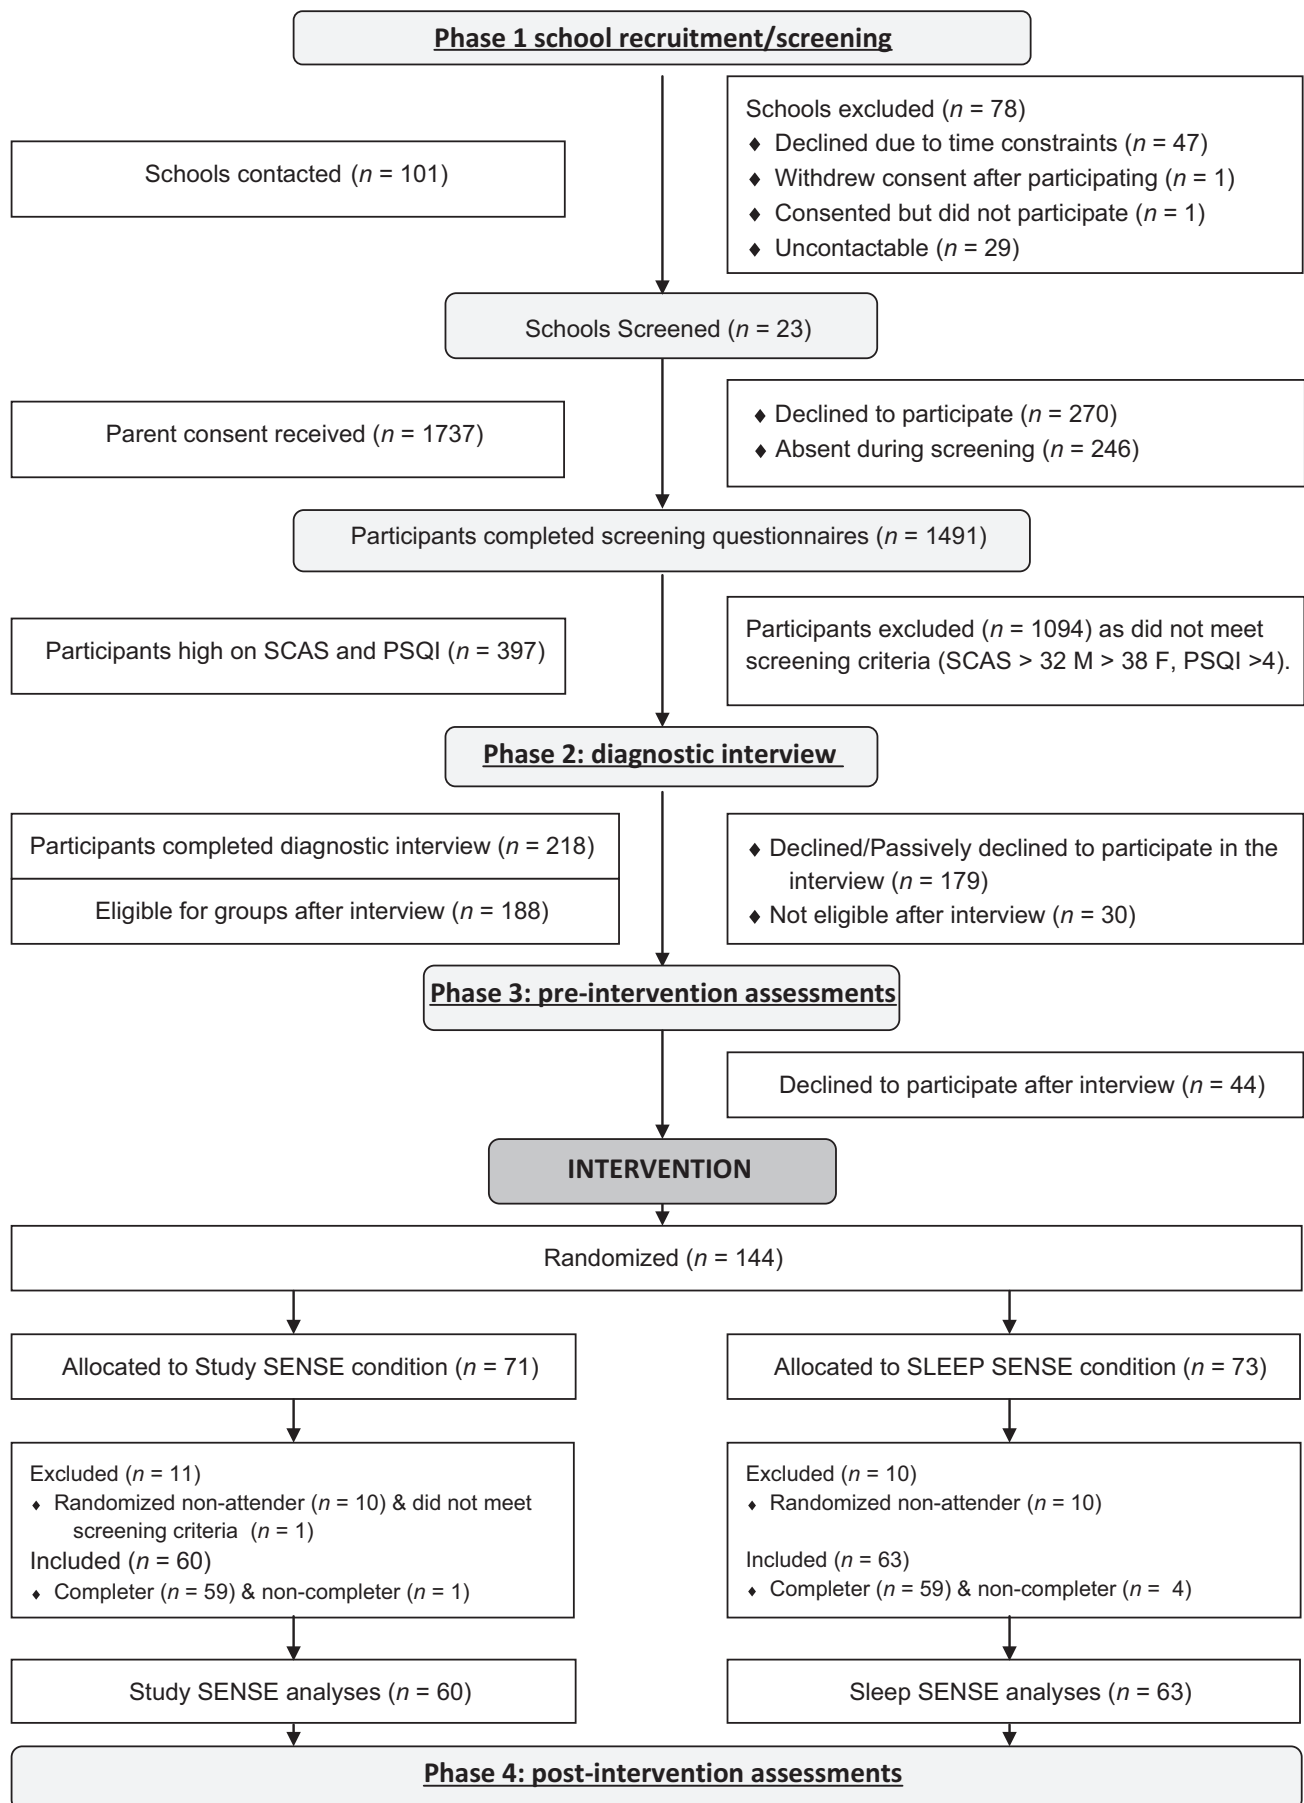 Phase 1 school recruitment/screening
Schools contacted (n = 101)
Schools excluded (n = 78)
♦ Declined due to time constraints (n = 47)
♦ Withdrew consent after participating (n = 1)
♦ Consented but did not participate (n = 1)
♦ Uncontactable (n = 29)
Schools Screened (n = 23)
Parent consent received (n = 1737)
♦ Declined to participate (n = 270)
♦ Absent during screening (n = 246)
Participants completed screening questionnaires (n = 1491)
Participants high on SCAS and PSQI (n = 397)
Participants excluded (n = 1094) as did not meet
screening criteria (SCAS > 32 M > 38 F, PSQI >4).
Phase 2: diagnostic interview
Participants completed diagnostic interview (n = 218)
Eligible for groups after interview (n = 188)
♦ Declined/Passively declined to participate in the
interview (n = 179)
♦ Not eligible after interview (n = 30)
Phase 3: pre-intervention assessments
Declined to participate after interview (n = 44)
INTERVENTION
Randomized (n = 144)
Allocated to Study SENSE condition (n = 71)
Allocated to SLEEP SENSE condition (n = 73)
Excluded (n = 11)
♦ Randomized non-attender (n = 10) & did not meet
screening criteria (n = 1)
Included (n = 60)
♦ Completer (n = 59) & non-completer (n = 1)
Excluded (n = 10)
♦ Randomized non-attender (n = 10)
Included (n = 63)
♦ Completer (n = 59) & non-completer (n = 4)
Study SENSE analyses (n = 60)
Sleep SENSE analyses (n = 63)
Phase 4: post-intervention assessments